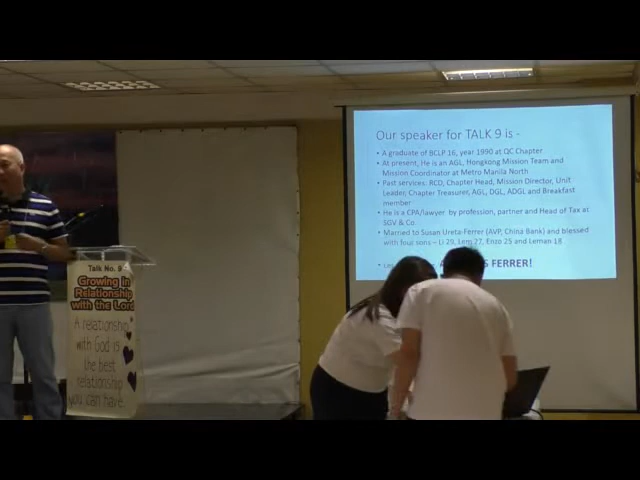 Our speaker for TALK 9 is -
• A graduate of BCLP 16, year 1990 at QC Chapter
• At present, He is an AGL, Hongkong Mission Team and
Mission Coordinator at Metro Manila North
• Past services: RCD, Chapter Head, Mission Director, Unit
Leader, Chapter Treasurer, AGL, DGL, ADGL and Breakfast
member
• He is a CPA/lawyer by profession, partner and Head of Tax at
SGV & Co.
• Married to Susan Ureta-Ferrer (AVP, China Bank) and blessed
with four sons – LJ 29, Lem 27, Enzo 25 and Leman 18
FERRER!
Talk No. 9
Growing in
Relationship
with the Lord
A relationship
with God is
the best
relationship
you can have.